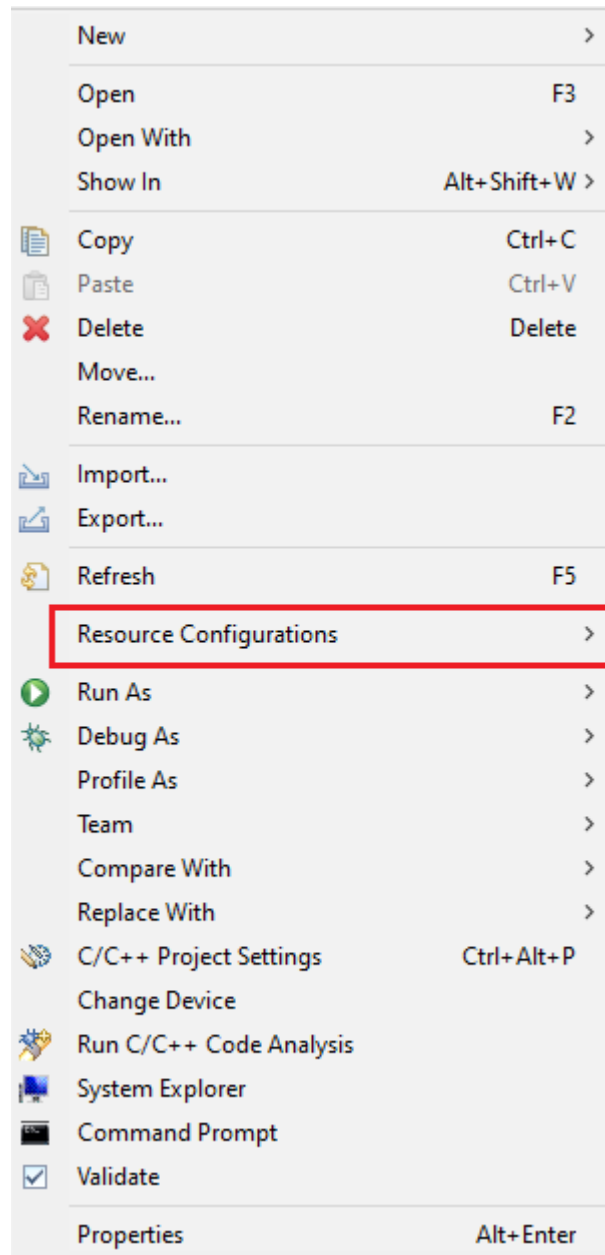 New >
Open F3
Open With >
Show In Alt+Shift+W >
Copy Ctrl+C
Paste Ctrl+V
Delete Delete
Move...
Rename... F2
Import...
Export...
Refresh F5
Resource Configurations >
Run As >
Debug As >
Profile As >
Team >
Compare With >
Replace With >
C/C++ Project Settings Ctrl+Alt+P
Change Device
Run C/C++ Code Analysis
System Explorer
Command Prompt
Validate
Properties Alt+Enter